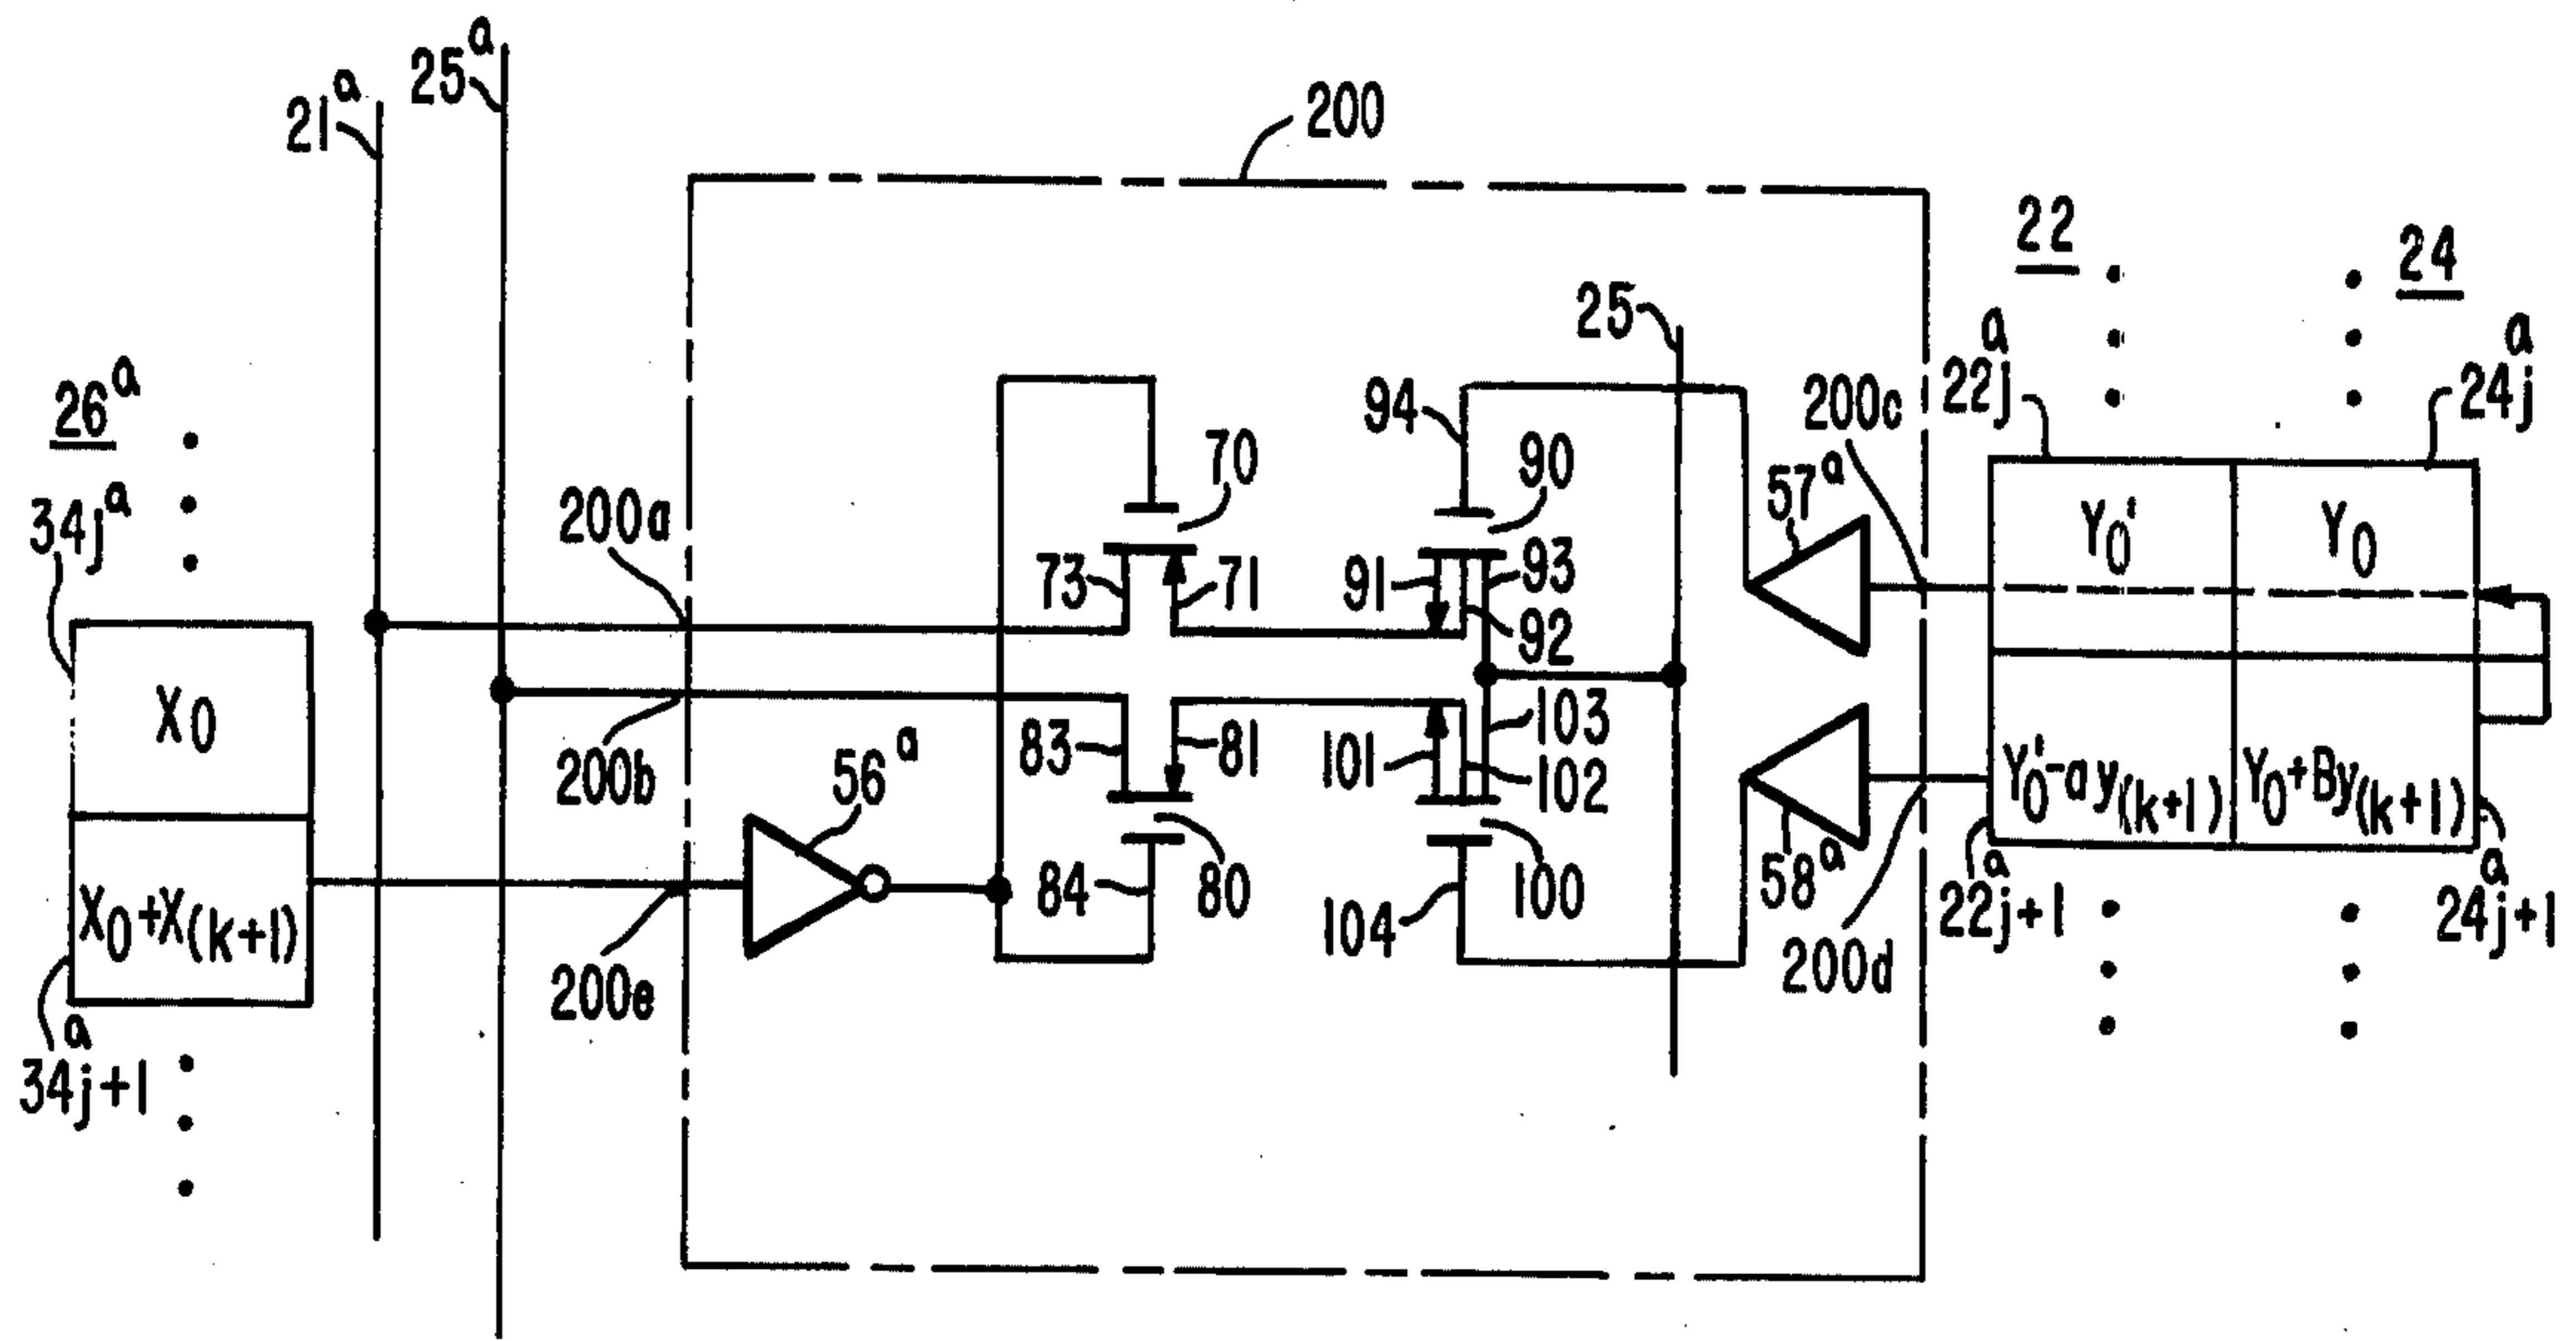 21ᵃ
25ᵃ
200
22
24
25
26ᵃ
34jᵃ
200a
70
94
90
57ᵃ
200c
22jᵃ
24jᵃ
73
71
91
93
92
X0
Y0'
Y0
200b
83
81
101
103
102
56ᵃ
X0+X(k+1)
Y0'-ay(k+1)
Y0+By(k+1)
200e
84
80
104
100
58ᵃ
200d
22j+1ᵃ
24j+1ᵃ
34j+1ᵃ